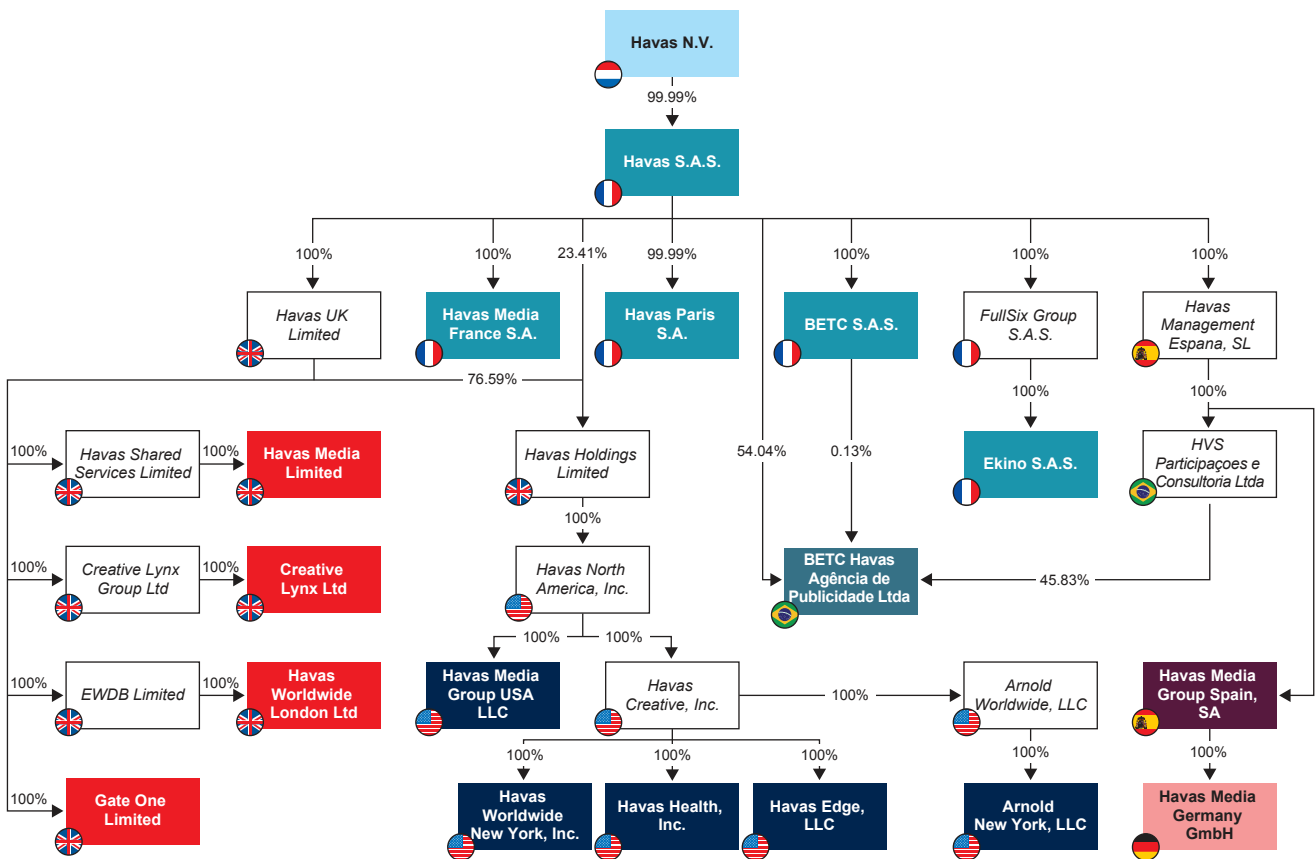 Havas N.V.
99.99%
Havas S.A.S.
100%
100%
23.41%
99.99%
100%
100%
100%
Havas UK
Limited
Havas Media
France S.A.
Havas Paris
S.A.
BETC S.A.S.
FullSix Group
S.A.S.
Havas
Management
Espana, SL
76.59%
100%
100%
100%
Havas Shared
Services Limited
100%
Havas Media
Limited
Havas Holdings
Limited
54.04%
0.13%
Ekino S.A.S.
HVS
Participaçoes e
Consultoria Ltda
100%
100%
Creative Lynx
Group Ltd
100%
Creative
Lynx Ltd
Havas North
America, Inc.
BETC Havas
Agência de
Publicidade Ltda
45.83%
100%
100%
100%
EWDB Limited
100%
Havas
Worldwide
London Ltd
Havas Media
Group USA
LLC
Havas
Creative, Inc.
100%
Arnold
Worldwide, LLC
Havas Media
Group Spain,
SA
100%
100%
100%
100%
100%
100%
Gate One
Limited
Havas
Worldwide
New York, Inc.
Havas Health,
Inc.
Havas Edge,
LLC
Arnold
New York, LLC
Havas Media
Germany
GmbH